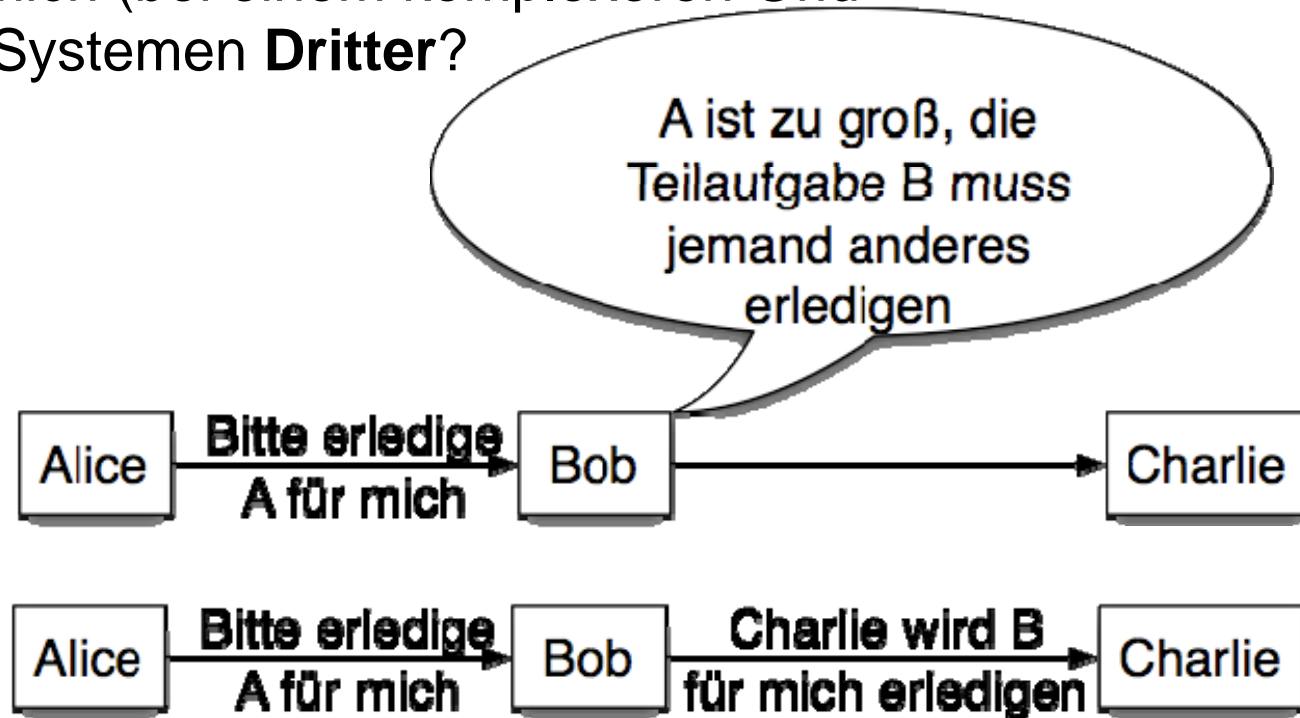 Systemen Dritter?
A ist zu groß, die
Teilaufgabe B muss
jemand anderes
erledigen
Alice
Bitte erledige
A für mich
Bob
Charlie
Alice
Bitte erledige
A für mich
Bob
Charlie wird B
für mich erledigen
Charlie